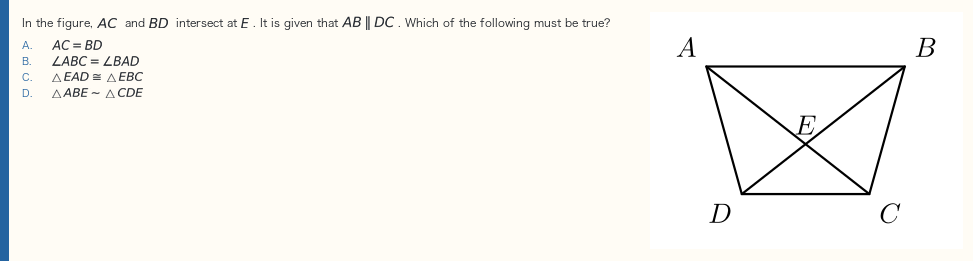 In the figure, AC and BD intersect at E . It is given that AB ∥ DC . Which of the following must be true?
A. AC = BD
B. ∠ABC = ∠BAD
C. △EAD ≅ △EBC
D. △ABE ~ △CDE
A B
E
D C